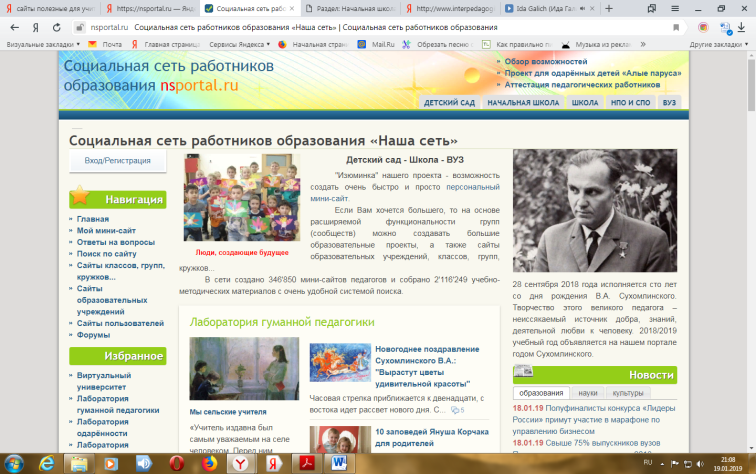 сайты полезные для учит
https://nsportal.ru — Янд
Социальная сеть рабо
Раздел: Начальная школ
http://www.interpedagog
Ida Galich (Ида Гал
nsportal.ru Социальная сеть работников образования «Наша сеть» | Социальная сеть работников образования
Визуальные закладки
Почта
Главная страниц
Сервисы Яндекса
Начальная стран
Mail.Ru
Обрезать песню с
Как правильно п
Музыка из реклам
Другие закладки
Социальная сеть работников
образования nsportal.ru
Обзор возможностей
Проект для одарённых детей «Алые паруса»
Аттестация педагогических работников
ДЕТСКИЙ САД НАЧАЛЬНАЯ ШКОЛА ШКОЛА НПО И СПО ВУЗ
Социальная сеть работников образования «Наша сеть»
Вход/Регистрация
Навигация
Главная
Мой мини-сайт
Ответы на вопросы
Поиск по сайту
Сайты классов, групп,
кружков...
Сайты
образовательных
учреждений
Сайты пользователей
Форумы
Избранное
Виртуальный
университет
Лаборатория
гуманной педагогики
Лаборатория
одарённости
Лаборатория
Люди, создающие будущее
Детский сад - Школа - ВУЗ
"Изюминка" нашего проекта - возможность
создать очень быстро и просто персональный
мини-сайт.
Если Вам хочется большего, то на основе
расширяемой функциональности групп
(сообществ) можно создавать большие
образовательные проекты, а также сайты
образовательных учреждений, классов, групп,
кружков...
В сети создано 346'850 мини-сайтов педагогов и собрано 2'116'249 учебно-
методических материалов с очень удобной системой поиска.
Лаборатория гуманной педагогики
Мы сельские учителя
«Учитель издавна был
самым уважаемым на селе
человеком. Перед ним
Новогоднее поздравление
Сухомлинского В.А.:
"Вырастут цветы
удивительной красоты"
Часовая стрелка приближается к двенадцати, с
востока идет рассвет нового дня. С... 5
10 заповедей Януша Корчака
для родителей
28 сентября 2018 года исполняется сто лет
со дня рождения В.А. Сухомлинского.
Творчество этого великого педагога –
неиссякаемый источник добра, знаний,
деятельной любви к человеку. 2018/2019
учебный год объявляется на нашем портале
годом Сухомлинского.
Новости
образования науки культуры
18.01.19 Полуфиналисты конкурса «Лидеры
России» примут участие в марафоне по
управлению бизнесом
18.01.19 Свыше 75% выпускников вузов
RU
21:08
19.01.2019